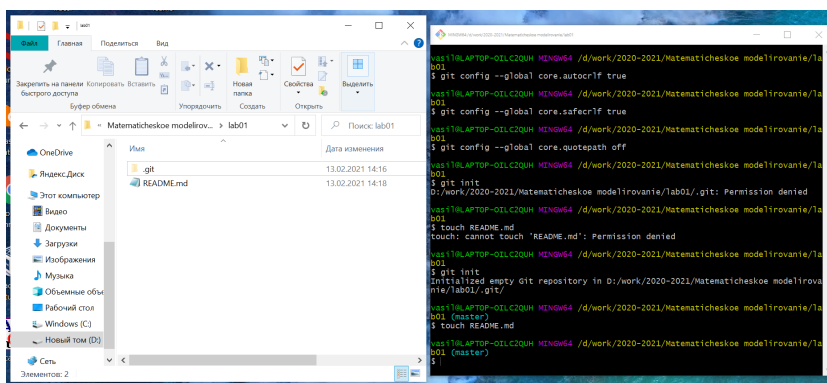 lab01
Файл Главная Поделиться Вид
Закрепить на панели быстрого доступа
Копировать
Вставить
Новая папка
Свойства
Выделить
Буфер обмена
Упорядочить
Создать
Открыть
« Matematicheskoe modelirov... > lab01
Поиск: lab01
Имя
Дата изменения
OneDrive
Яндекс.Диск
Этот компьютер
Видео
Документы
Загрузки
Изображения
Музыка
Объемные объе
Рабочий стол
Windows (C:)
Новый том (D:)
Сеть
.git 13.02.2021 14:16
README.md 13.02.2021 14:18
Элементов: 2
MINGW64:/d/work/2020-2021/Matematicheskoe modelirovanie/lab01
vasil@LAPTOP-OILC2QUH MINGW64 /d/work/2020-2021/Matematicheskoe modelirovanie/la
b01
$ git config --global core.autocrlf true
vasil@LAPTOP-OILC2QUH MINGW64 /d/work/2020-2021/Matematicheskoe modelirovanie/la
b01
$ git config --global core.safecrlf true
vasil@LAPTOP-OILC2QUH MINGW64 /d/work/2020-2021/Matematicheskoe modelirovanie/la
b01
$ git config --global core.quotepath off
vasil@LAPTOP-OILC2QUH MINGW64 /d/work/2020-2021/Matematicheskoe modelirovanie/la
b01
$ git init
D:/work/2020-2021/Matematicheskoe modelirovanie/lab01/.git: Permission denied
vasil@LAPTOP-OILC2QUH MINGW64 /d/work/2020-2021/Matematicheskoe modelirovanie/la
b01
$ touch README.md
touch: cannot touch 'README.md': Permission denied
vasil@LAPTOP-OILC2QUH MINGW64 /d/work/2020-2021/Matematicheskoe modelirovanie/la
b01
$ git init
Initialized empty Git repository in D:/work/2020-2021/Matematicheskoe modelirova
nie/lab01/.git/
vasil@LAPTOP-OILC2QUH MINGW64 /d/work/2020-2021/Matematicheskoe modelirovanie/la
b01 (master)
$ touch README.md
vasil@LAPTOP-OILC2QUH MINGW64 /d/work/2020-2021/Matematicheskoe modelirovanie/la
b01 (master)
$